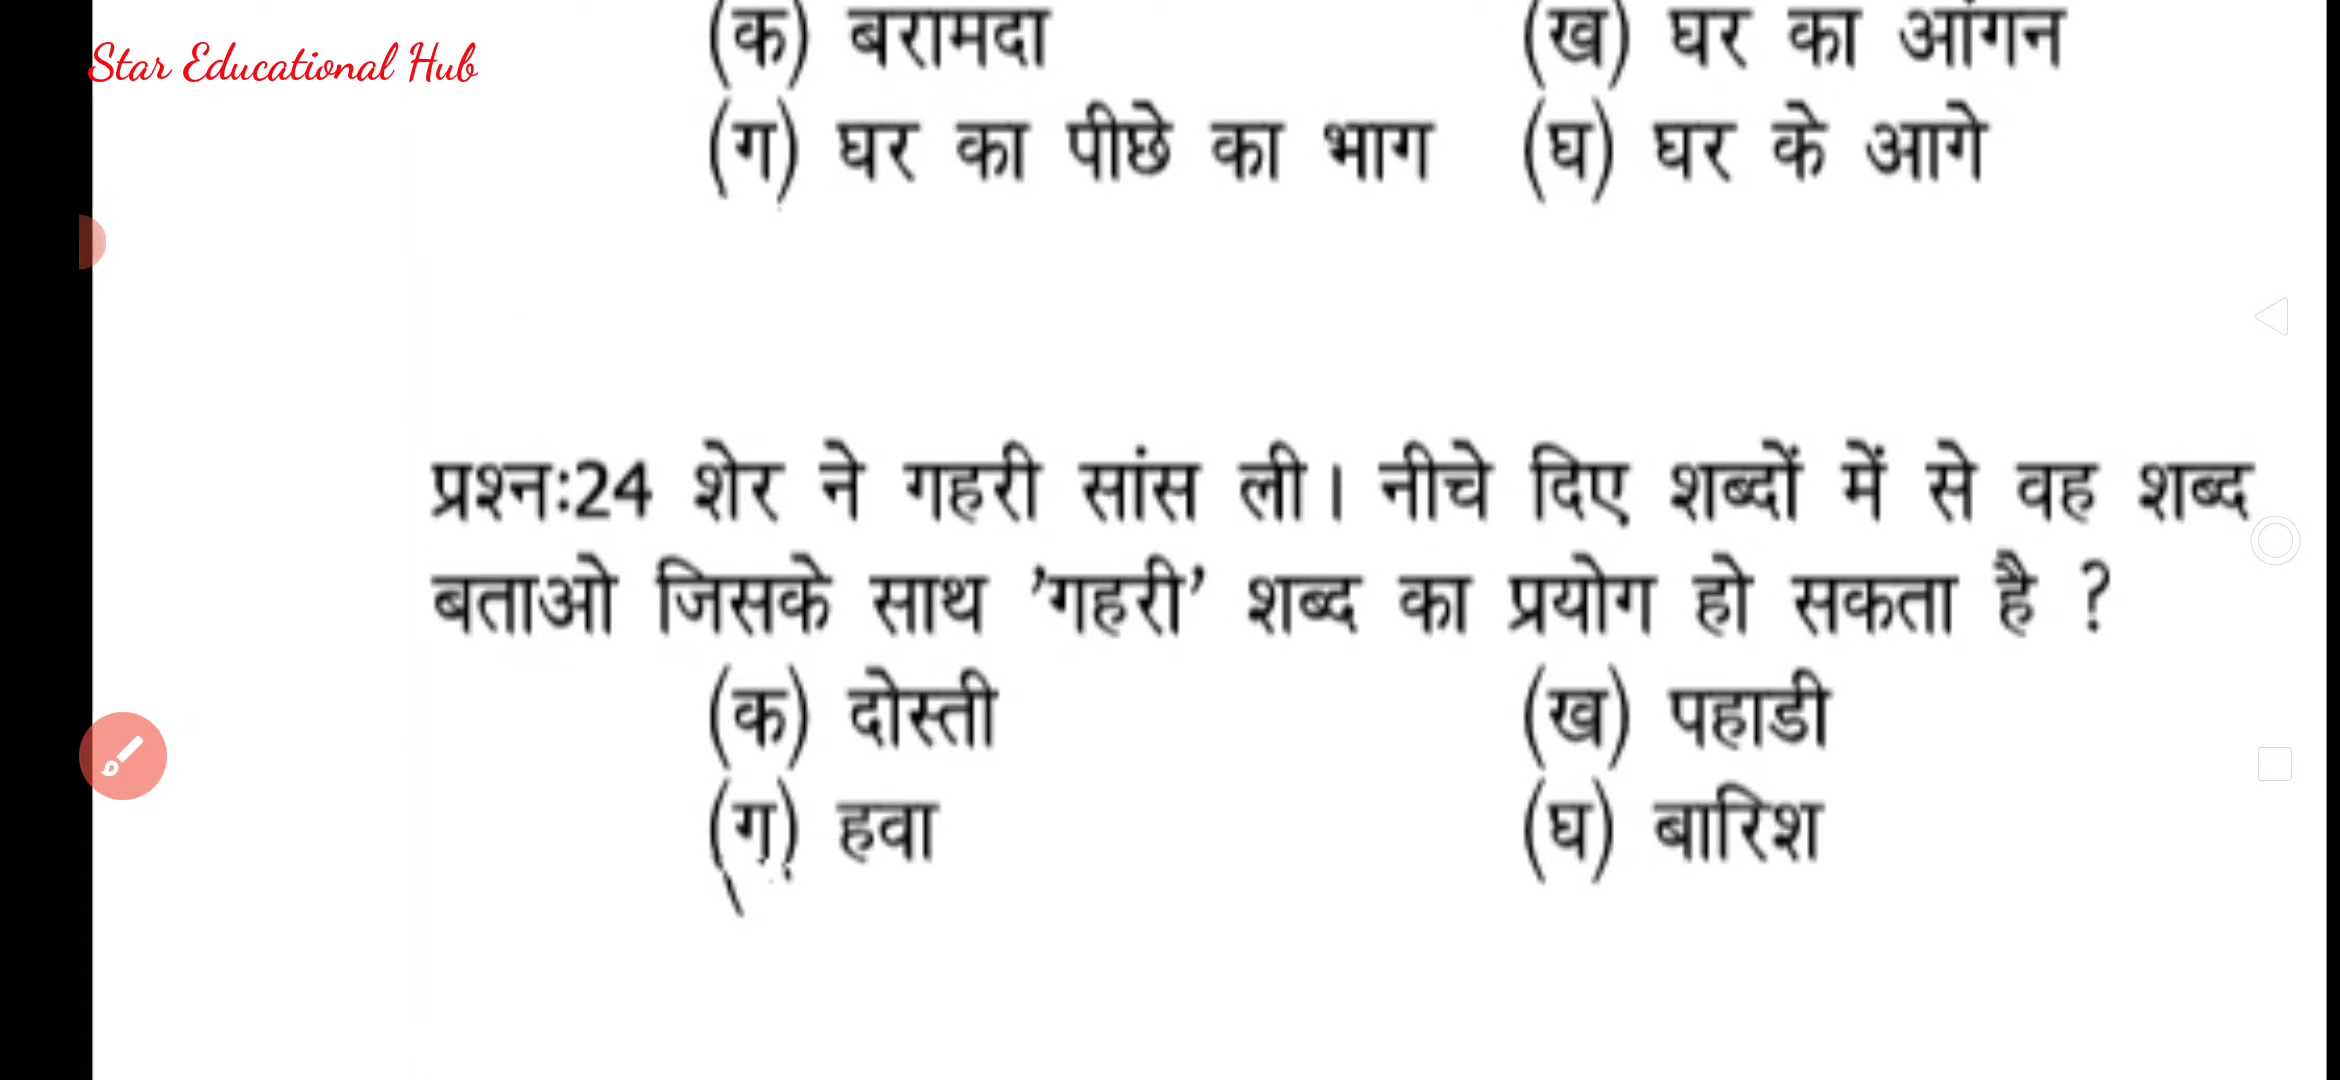 Star Educational Hub
(क) बरामदा (ख) घर का आंगन
(ग) घर का पीछे का भाग (घ) घर के आगे
प्रश्नः24 शेर ने गहरी सांस ली। नीचे दिए शब्दों में से वह शब्द
बताओ जिसके साथ ’गहरी’ शब्द का प्रयोग हो सकता है ?
(क) दोस्ती (ख) पहाडी
(ग) हवा (घ) बारिश